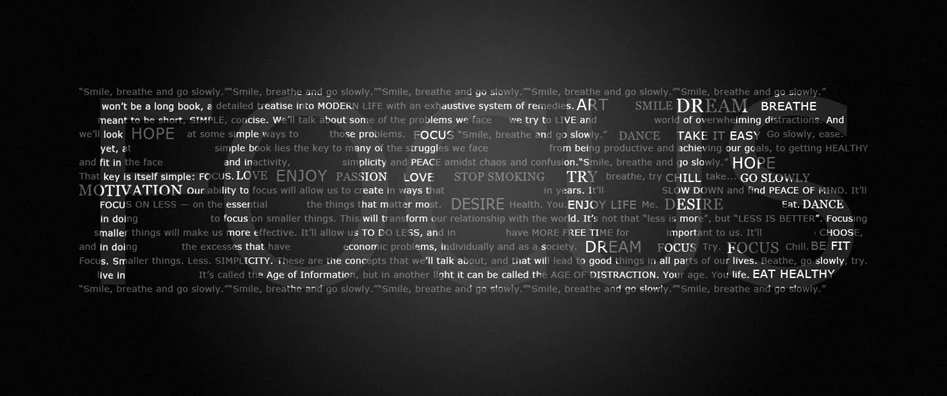 FOCUS
“Smile, breathe and go slowly.”“Smile, breathe and go slowly.”“Smile, breathe and go slowly.”“Smile, breathe and go slowly.”“Smile, breathe and go slowly.”
won’t be a long book, a detailed treatise into MODERN LIFE with an exhaustive system of remedies. ART SMILE DREAM BREATHE
meant to be short, SIMPLE, concise. We’ll talk about some of the problems we face we try to LIVE and world of overwhelming distractions. And
we’ll look HOPE at some simple ways to those problems. FOCUS “Smile, breathe and go slowly.” DANCE TAKE IT EASY Go slowly, ease.
yet, at simple book lies the key to many of the struggles we face from being productive and achieving our goals, to getting HEALTHY
and fit in the face and in inactivity, simplicity and PEACE amidst chaos and confusion.“Smile, breathe and go slowly.” HOPE
That key is itself simple: FOCUS. LOVE ENJOY PASSION LOVE STOP SMOKING TRY breathe, try CHILL take... GO SLOWLY
MOTIVATION Our ability to focus will allow us to create in ways that in years. It’ll SLOW DOWN and find PEACE OF MIND. It’ll
FOCUS ON LESS — on the essential the things that matter most. DESIRE Health. You. ENJOY LIFE Me. DESIRE Eat. DANCE
in doing to focus on smaller things. This will transform our relationship with the world. It’s not that “less is more”, but “LESS IS BETTER”. Focusing
smaller things will make us more effective. It’ll allow us TO DO LESS, and in have MORE FREE TIME for important to us. It’ll CHOOSE,
and in doing the excesses that have economic problems, individually and as a society. DREAM FOCUS Try. FOCUS Chill. BE FIT
Focus. Smaller things. Less. SIMPLICITY. These are the concepts that we’ll talk about, and that will lead to good things in all parts of our lives. Beathe, go slowly, try.
live in It’s called the Age of Information, but in another light it can be called the AGE OF DISTRACTION. Your age. You life. EAT HEALTHY
“Smile, breathe and go slowly.”“Smile, breathe and go slowly.”“Smile, breathe and go slowly.”“Smile, breathe and go slowly.”“Smile, breathe and go slowly.”